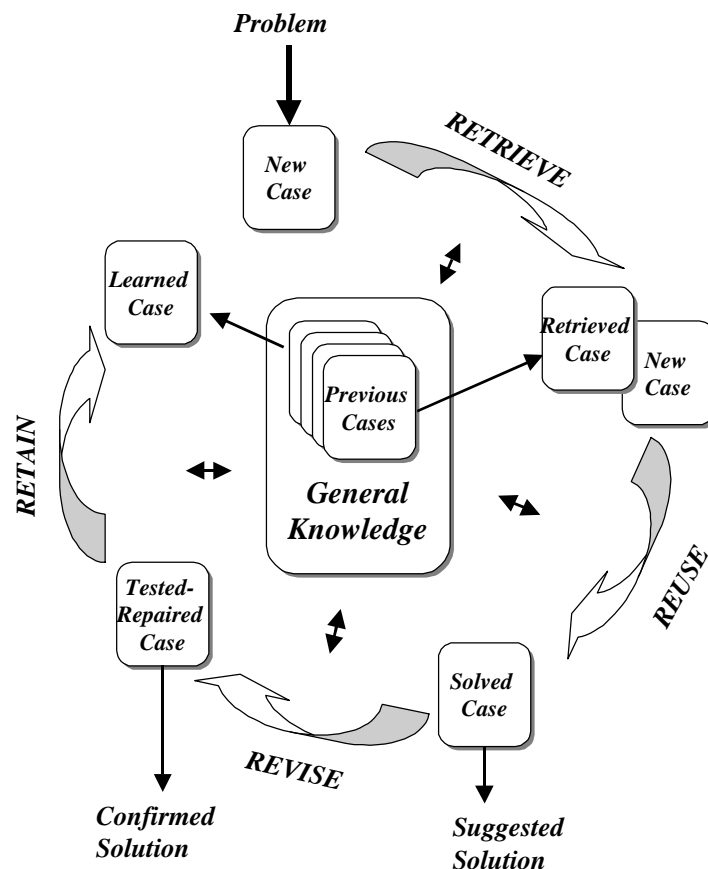 Problem
New
Case
RETRIEVE
Learned
Case
Retrieved
Case
New
Case
Previous
Cases
General
Knowledge
RETAIN
REUSE
Tested-
Repaired
Case
Solved
Case
REVISE
Confirmed
Solution
Suggested
Solution